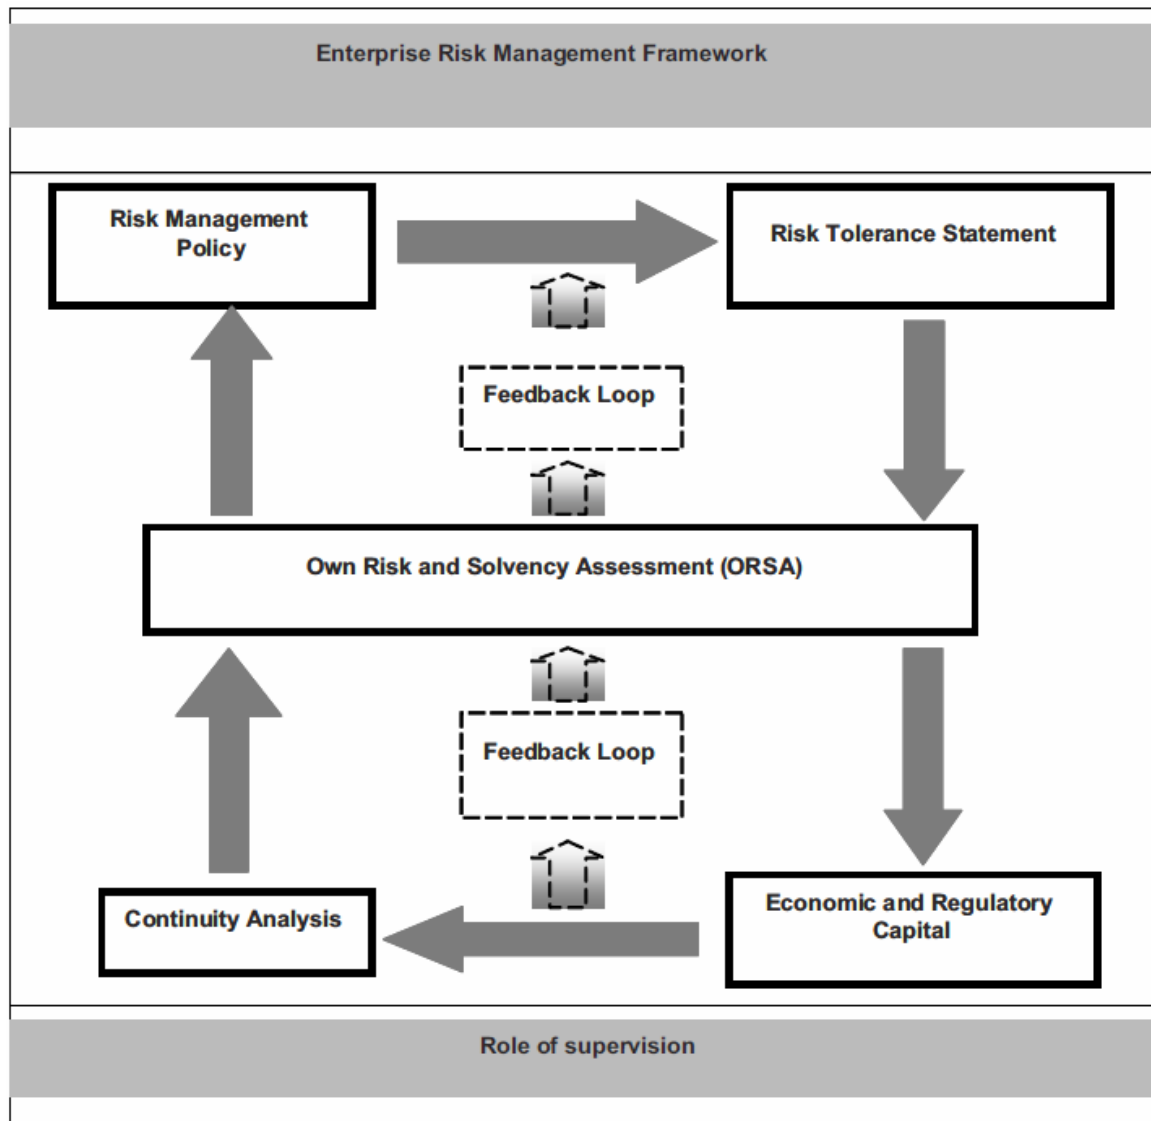 Enterprise Risk Management Framework
Risk Management
Policy
Risk Tolerance Statement
Feedback Loop
Own Risk and Solvency Assessment (ORSA)
Feedback Loop
Continuity Analysis
Economic and Regulatory
Capital
Role of supervision